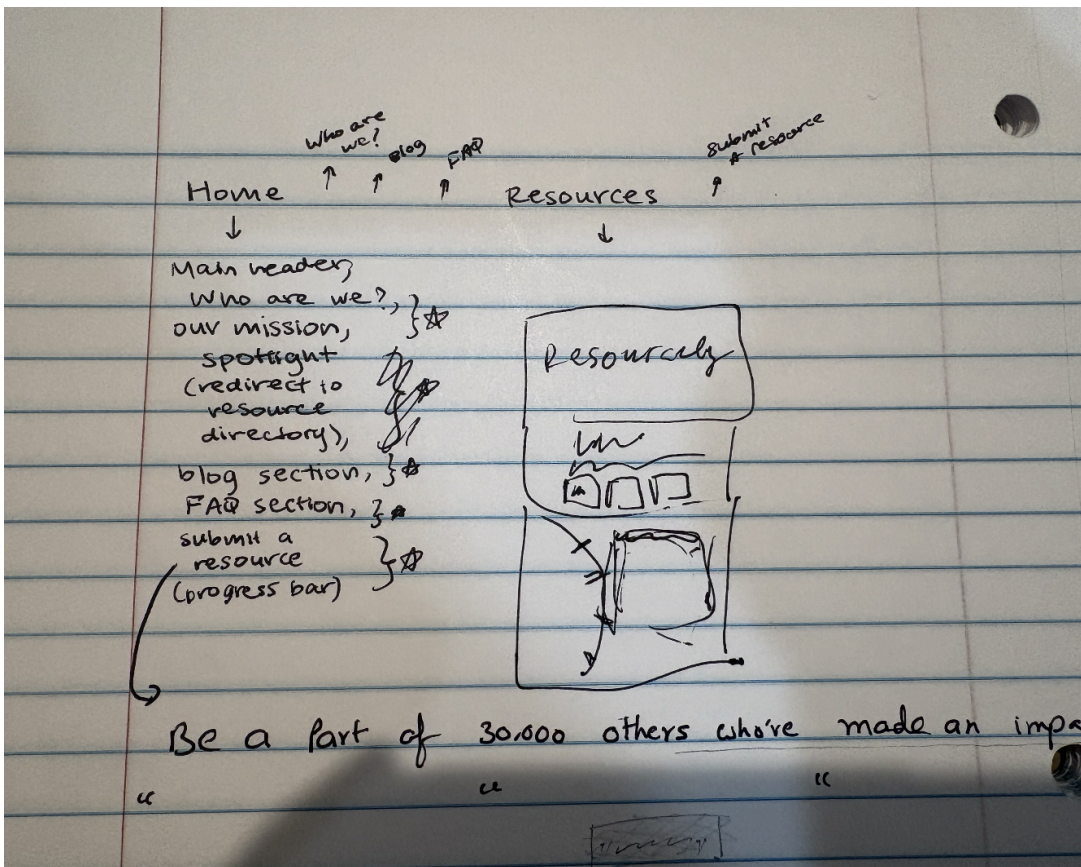 Who are
we?
Blog
FAQ
submit
a resource
Home
Resources
Main header,
Who are we?,
our mission,
spotlight
(redirect to
resource
directory),
blog section,
FAQ section,
submit a
resource
(progress bar)
Be a Part of 30.000 others who've made an impa
“ “ “